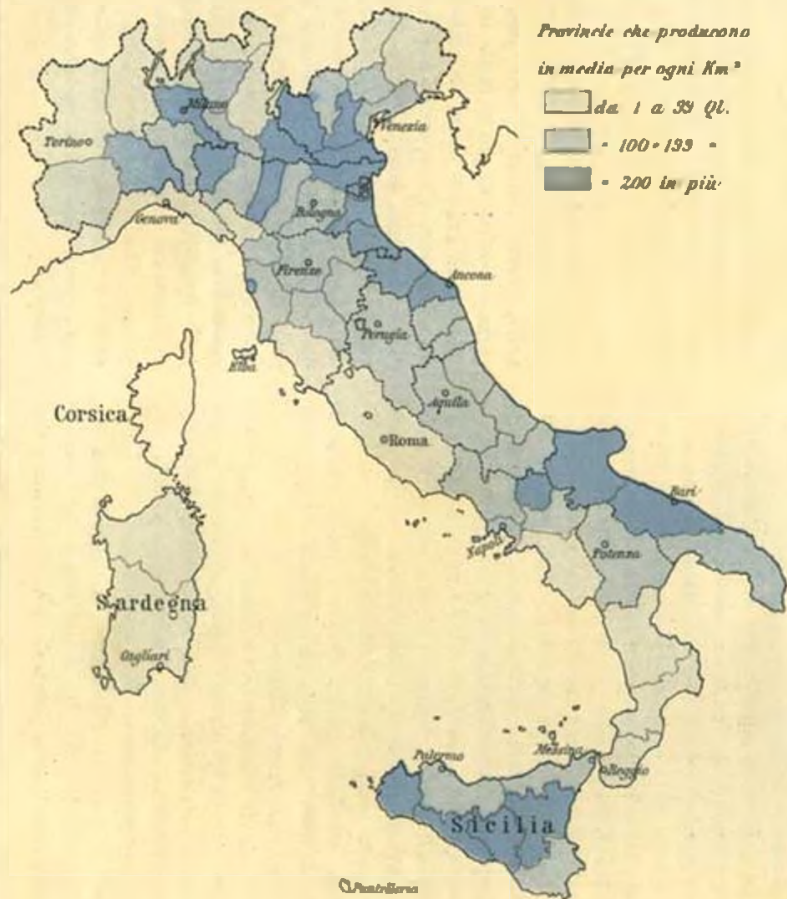 Provincie che producono
in media per ogni Km²
da 1 a 99 Ql.
" 100 " 199 "
" 200 in più
Milano
Venezia
Torino
Genova
Bologna
Firenze
Ancona
Perugia
Elba
Aquila
Corsica
Roma
Bari
Napoli
Potenza
Sardegna
Cagliari
Messina
Palermo
Reggio
Sicilia
Pantelleria